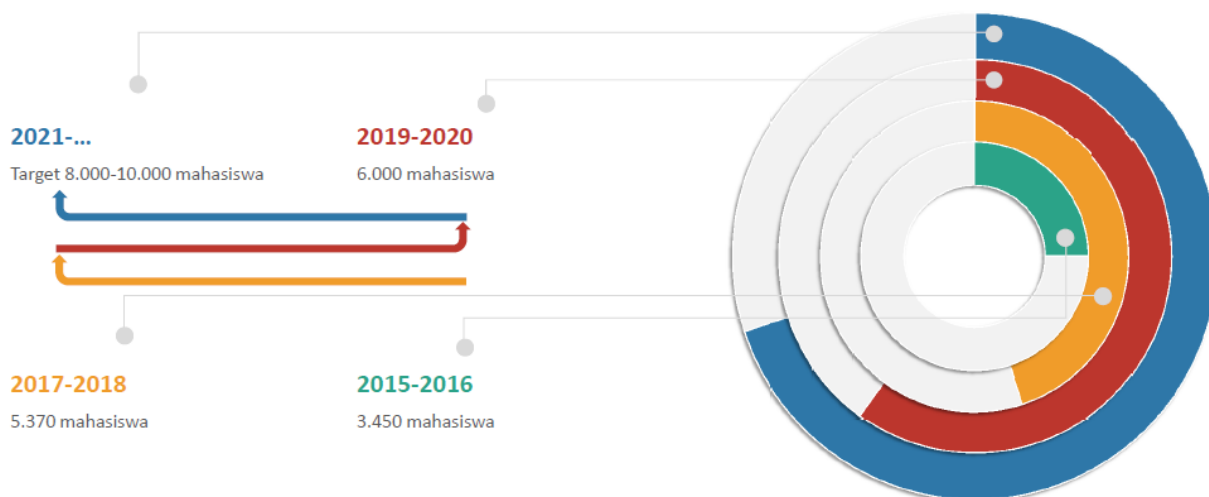 2021-...
Target 8.000-10.000 mahasiswa
2019-2020
6.000 mahasiswa
2017-2018
5.370 mahasiswa
2015-2016
3.450 mahasiswa